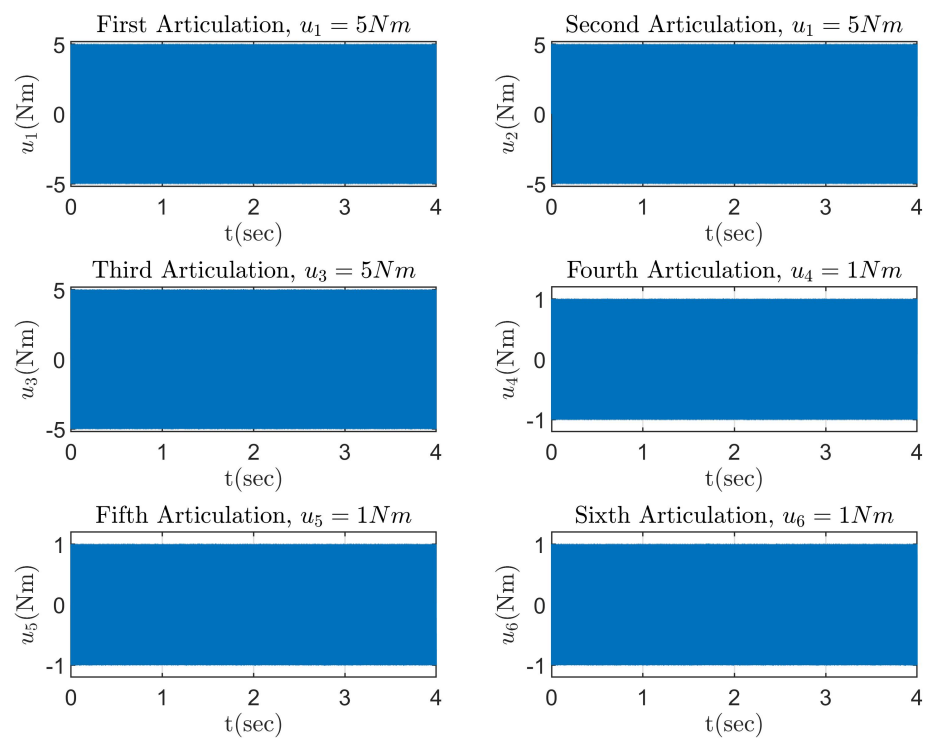 First Articulation, u₁ = 5Nm
5
0
-5
u₁(Nm)
0 1 2 3 4
t(sec)
Second Articulation, u₁ = 5Nm
5
0
-5
u₂(Nm)
0 1 2 3 4
t(sec)
Third Articulation, u₃ = 5Nm
5
0
-5
u₃(Nm)
0 1 2 3 4
t(sec)
Fourth Articulation, u₄ = 1Nm
1
0
-1
u₄(Nm)
0 1 2 3 4
t(sec)
Fifth Articulation, u₅ = 1Nm
1
0
-1
u₅(Nm)
0 1 2 3 4
t(sec)
Sixth Articulation, u₆ = 1Nm
1
0
-1
u₆(Nm)
0 1 2 3 4
t(sec)